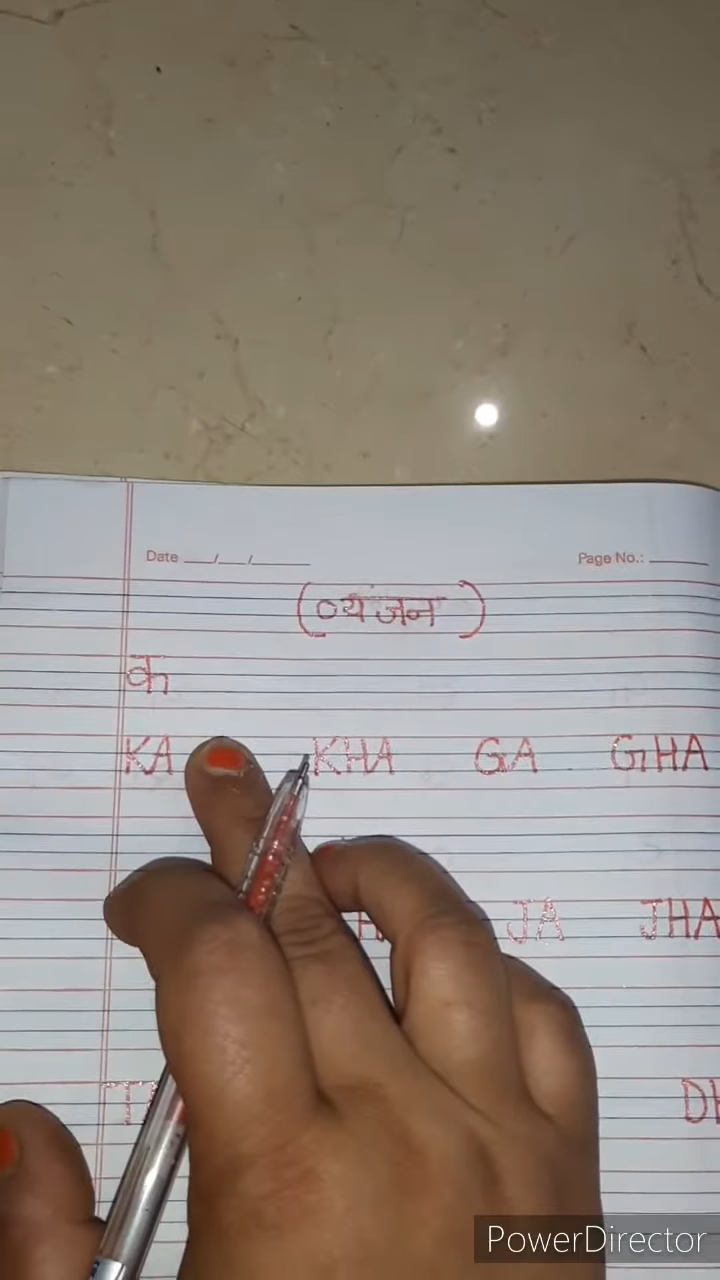 Date ___/___/______ Page No.: ______
(व्यंजन)
क
KA KHA GA GHA
JA JHA
PowerDirector